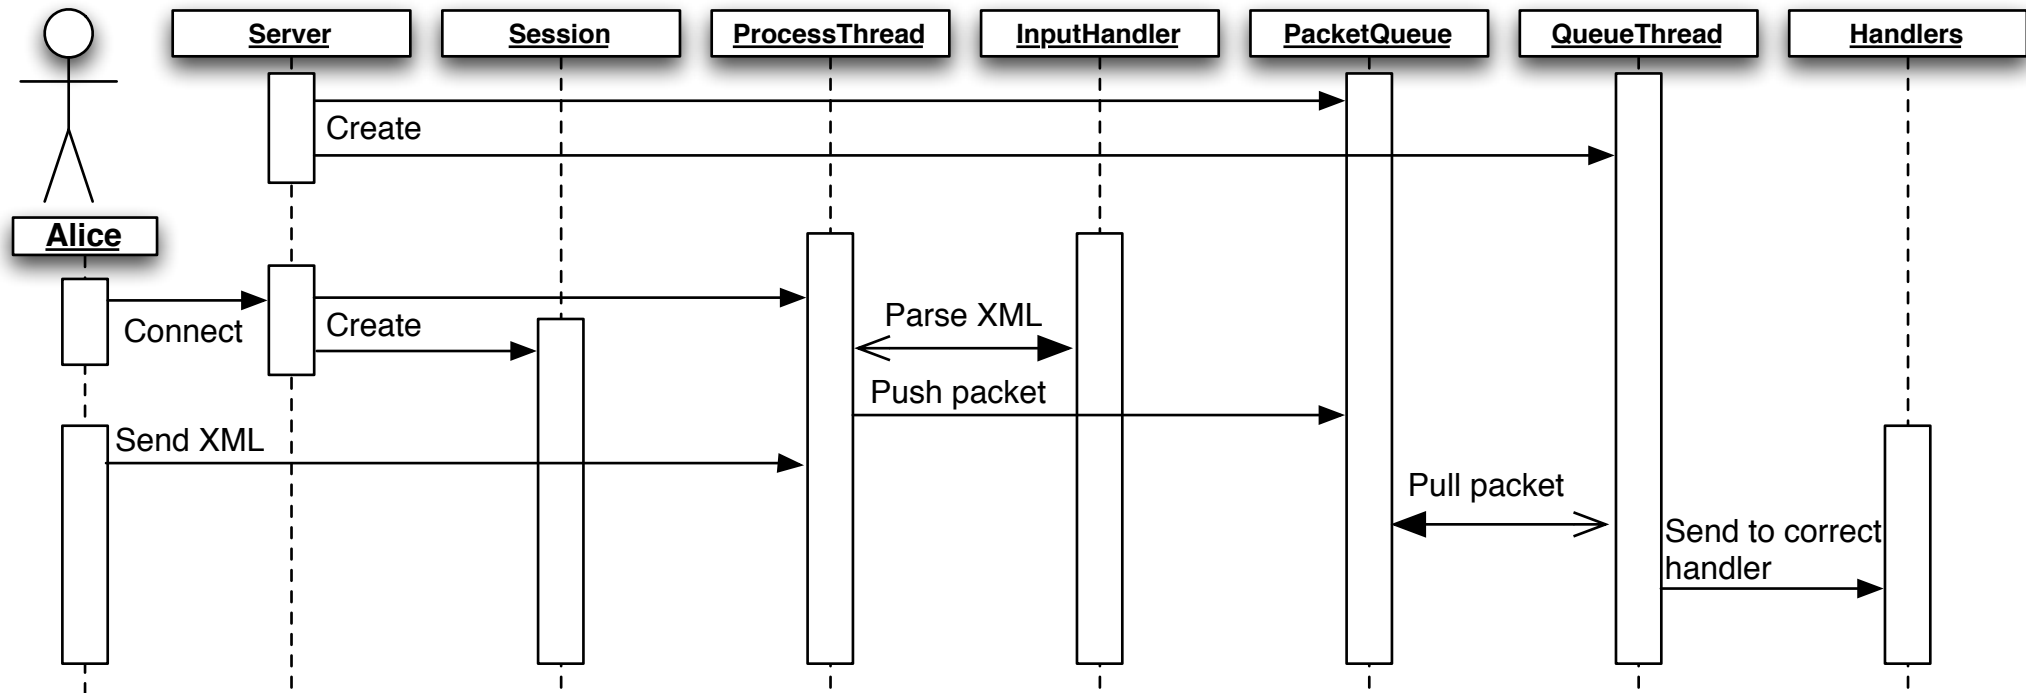 Server
Session
ProcessThread
InputHandler
PacketQueue
QueueThread
Handlers
Create
Alice
Connect
Create
Parse XML
Push packet
Send XML
Pull packet
Send to correct
handler